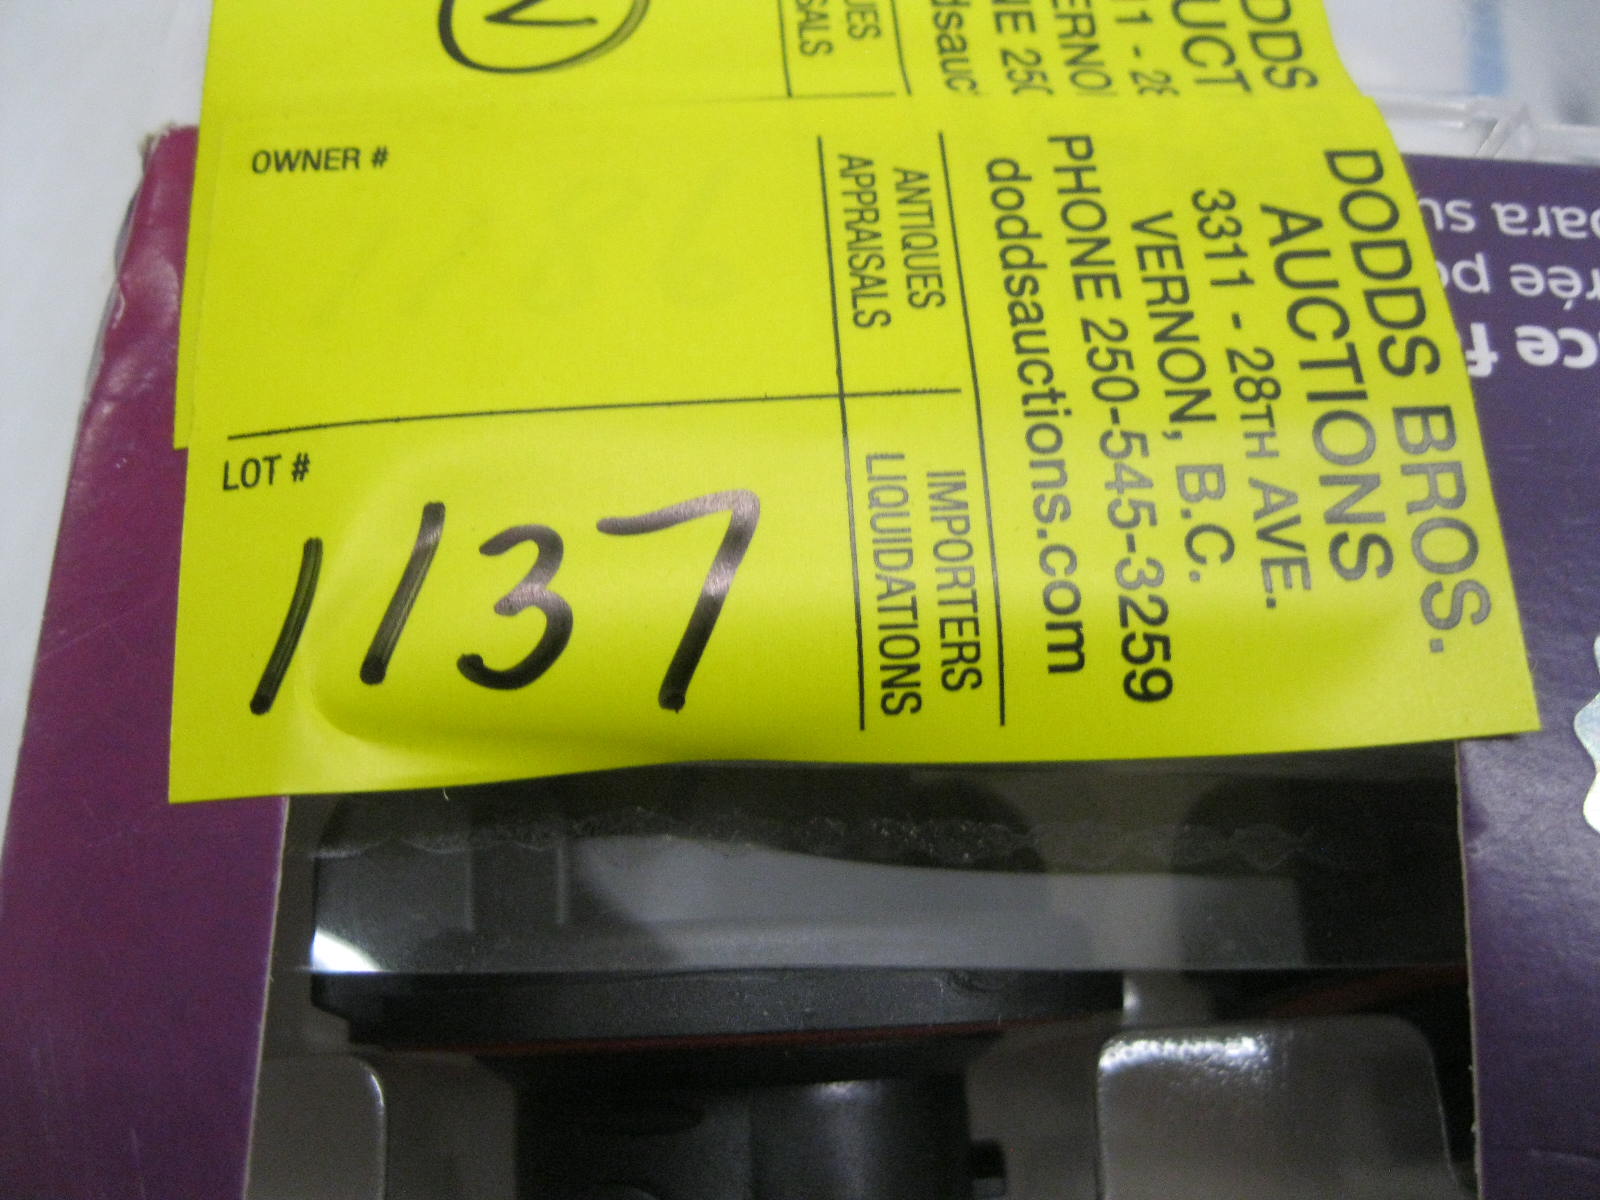 OWNER #
LOT #
1137
ANTIQUES
APPRAISALS
IMPORTERS
LIQUIDATIONS
DODDS BROS.
AUCTIONS
3311 - 28TH AVE.
VERNON, B.C.
PHONE 250-545-3259
doddsauctions.com